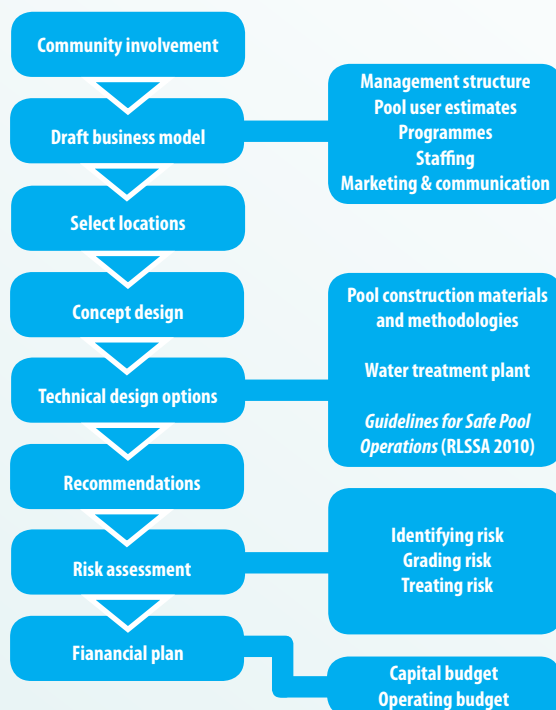 Community involvement
Draft business model
Management structure
Pool user estimates
Programmes
Staffing
Marketing & communication
Select locations
Concept design
Technical design options
Pool construction materials
and methodologies
Water treatment plant
Guidelines for Safe Pool
Operations (RLSSA 2010)
Recommendations
Risk assessment
Identifying risk
Grading risk
Treating risk
Fianancial plan
Capital budget
Operating budget